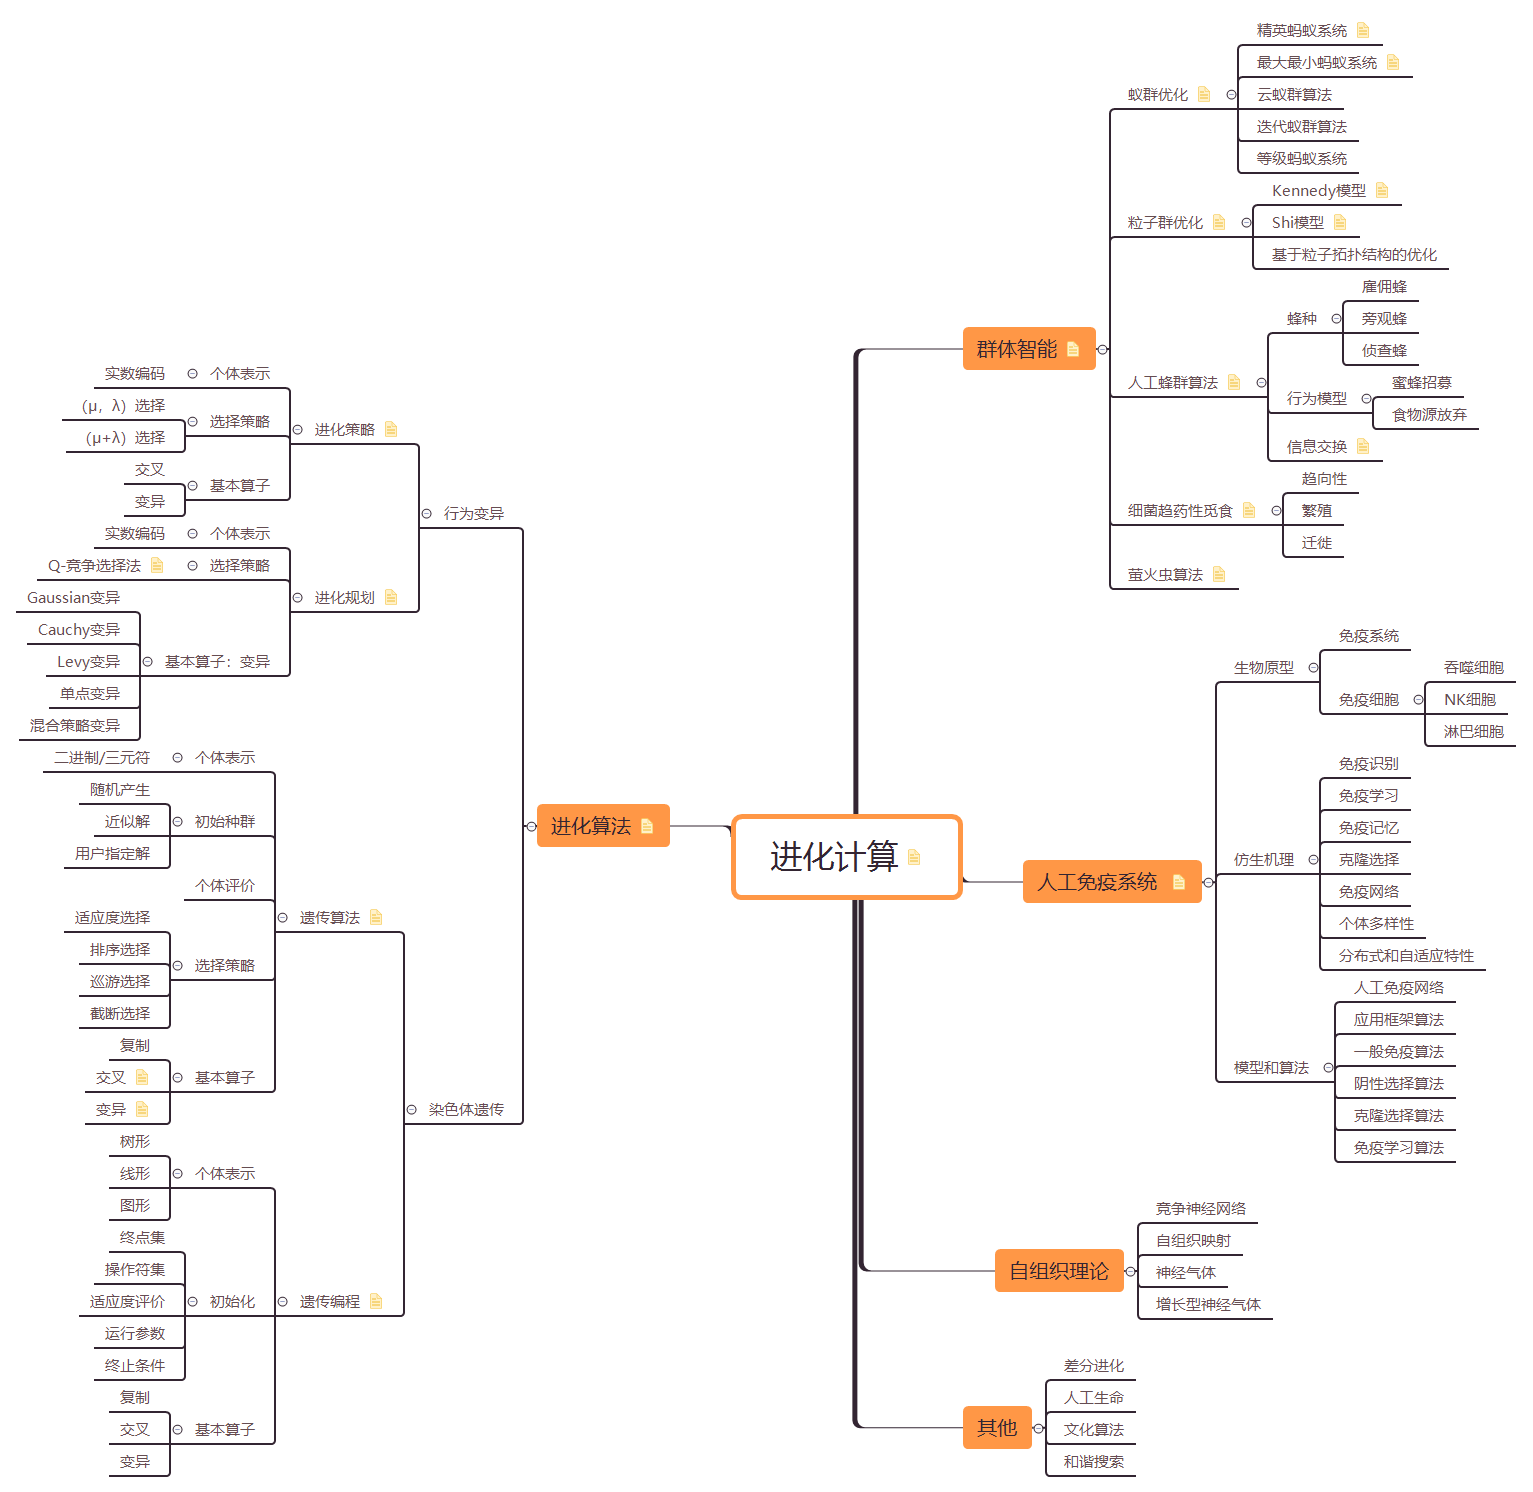 进化计算
群体智能
蚁群优化
精英蚂蚁系统
最大最小蚂蚁系统
云蚁群算法
迭代蚁群算法
等级蚂蚁系统
粒子群优化
Kennedy模型
Shi模型
基于粒子拓扑结构的优化
人工蜂群算法
蜂种
雇佣蜂
旁观蜂
侦查蜂
行为模型
蜜蜂招募
食物源放弃
信息交换
细菌趋药性觅食
趋向性
繁殖
迁徙
萤火虫算法
人工免疫系统
生物原型
免疫系统
免疫细胞
吞噬细胞
NK细胞
淋巴细胞
仿生机理
免疫识别
免疫学习
免疫记忆
克隆选择
免疫网络
个体多样性
分布式和自适应特性
模型和算法
人工免疫网络
应用框架算法
一般免疫算法
阴性选择算法
克隆选择算法
免疫学习算法
自组织理论
竞争神经网络
自组织映射
神经气体
增长型神经气体
其他
差分进化
人工生命
文化算法
和谐搜索
进化算法
行为变异
进化策略
个体表示
实数编码
选择策略
（μ，λ）选择
（μ+λ）选择
基本算子
交叉
变异
进化规划
个体表示
实数编码
选择策略
Q-竞争选择法
基本算子：变异
Gaussian变异
Cauchy变异
Levy变异
单点变异
混合策略变异
染色体遗传
遗传算法
个体表示
二进制/三元符
初始种群
随机产生
近似解
用户指定解
个体评价
选择策略
适应度选择
排序选择
巡游选择
截断选择
基本算子
复制
交叉
变异
遗传编程
个体表示
树形
线形
图形
初始化
终点集
操作符集
适应度评价
运行参数
终止条件
基本算子
复制
交叉
变异